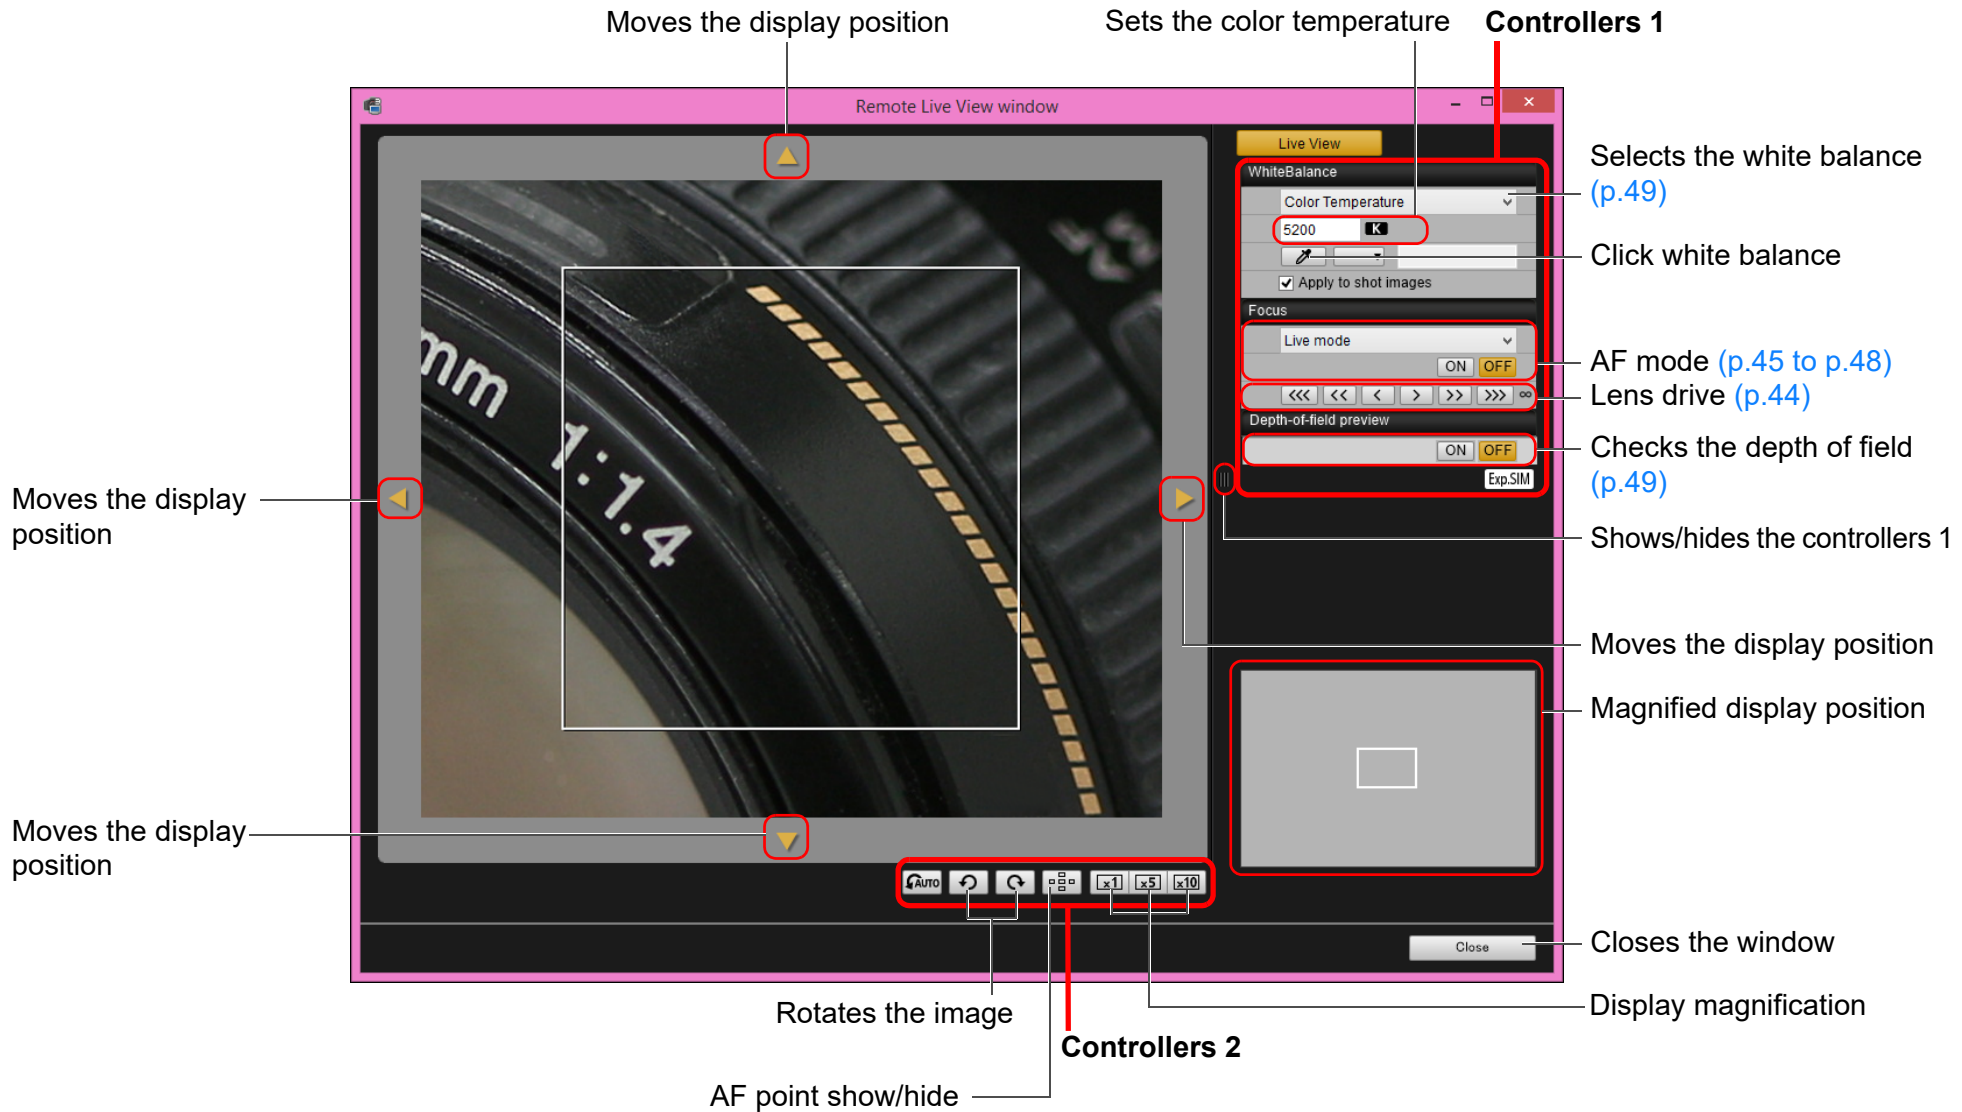 Moves the display position
Sets the color temperature
Controllers 1
Remote Live View window
Live View
WhiteBalance
Color Temperature
5200 K
Apply to shot images
Focus
Live mode
ON OFF
<<< << < > >> >>> ∞
Depth-of-field preview
ON OFF
Exp.SIM
Selects the white balance
(p.49)
Click white balance
AF mode (p.45 to p.48)
Lens drive (p.44)
Checks the depth of field
(p.49)
Shows/hides the controllers 1
Moves the display position
Magnified display position
Moves the display
position
Moves the display
position
mm 1:1.4
AUTO
x1 x5 x10
Close
Closes the window
Display magnification
Rotates the image
Controllers 2
AF point show/hide